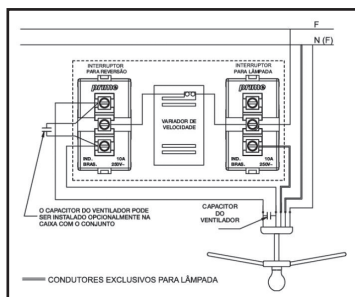 F
N (F)
INTERRUPTOR
PARA REVERSÃO
INTERRUPTOR
PARA LÂMPADA
prime
prime
VARIADOR DE
VELOCIDADE
IND. 10A
BRAS. 250V~
IND. 10A
BRAS. 250V~
O CAPACITOR DO VENTILADOR PODE
SER INSTALADO OPCIONALMENTE NA
CAIXA COM O CONJUNTO
CAPACITOR
DO
VENTILADOR
CONDUTORES EXCLUSIVOS PARA LÂMPADA